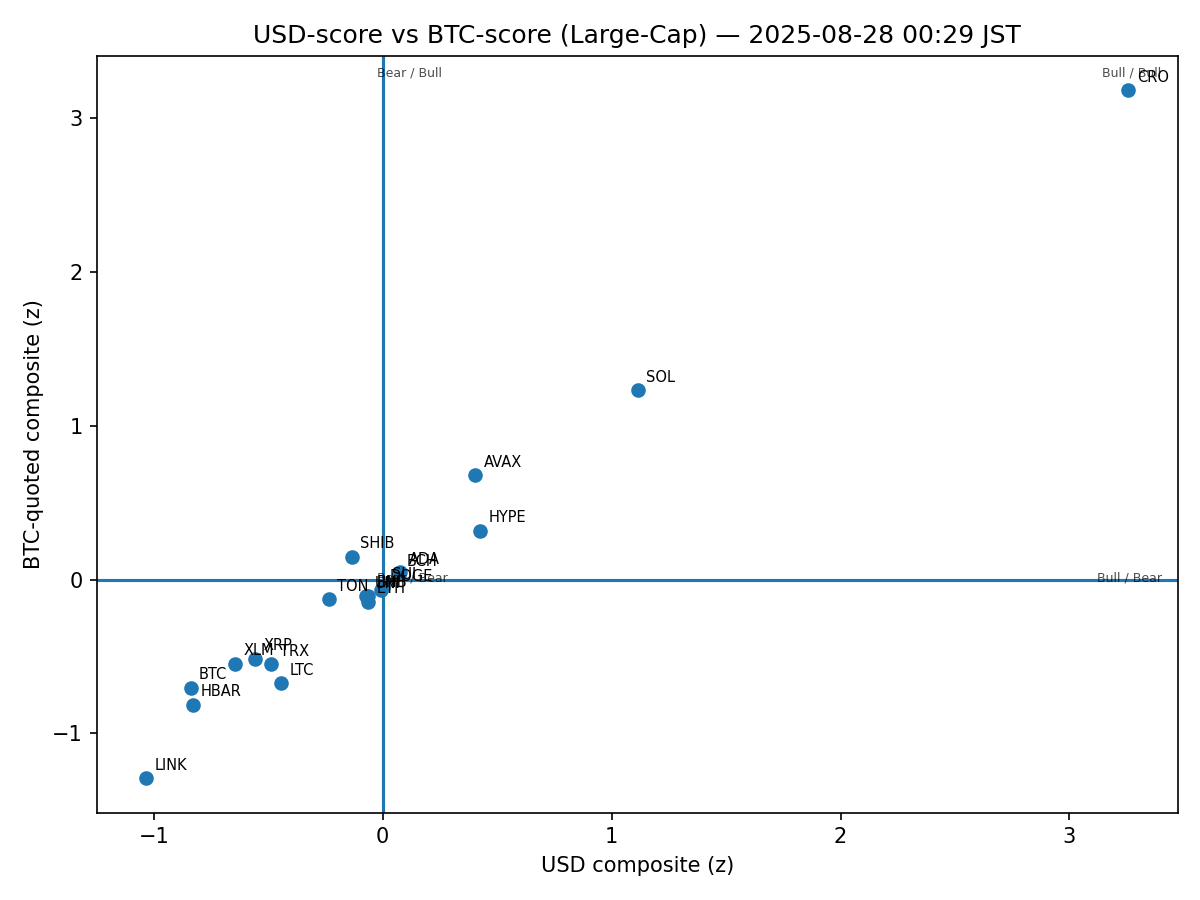 USD-score vs BTC-score (Large-Cap) — 2025-08-28 00:29 JST
Bear / Bull
Bull / Bull
CRO
3
2
SOL
1
AVAX
HYPE
SHIB
ADA
BCH
DOGE
0
Bull / Bear
TON
ETH
XRP
XLM
TRX
LTC
BTC
HBAR
−1
LINK
−1
0
1
2
3
USD composite (z)
BTC-quoted composite (z)